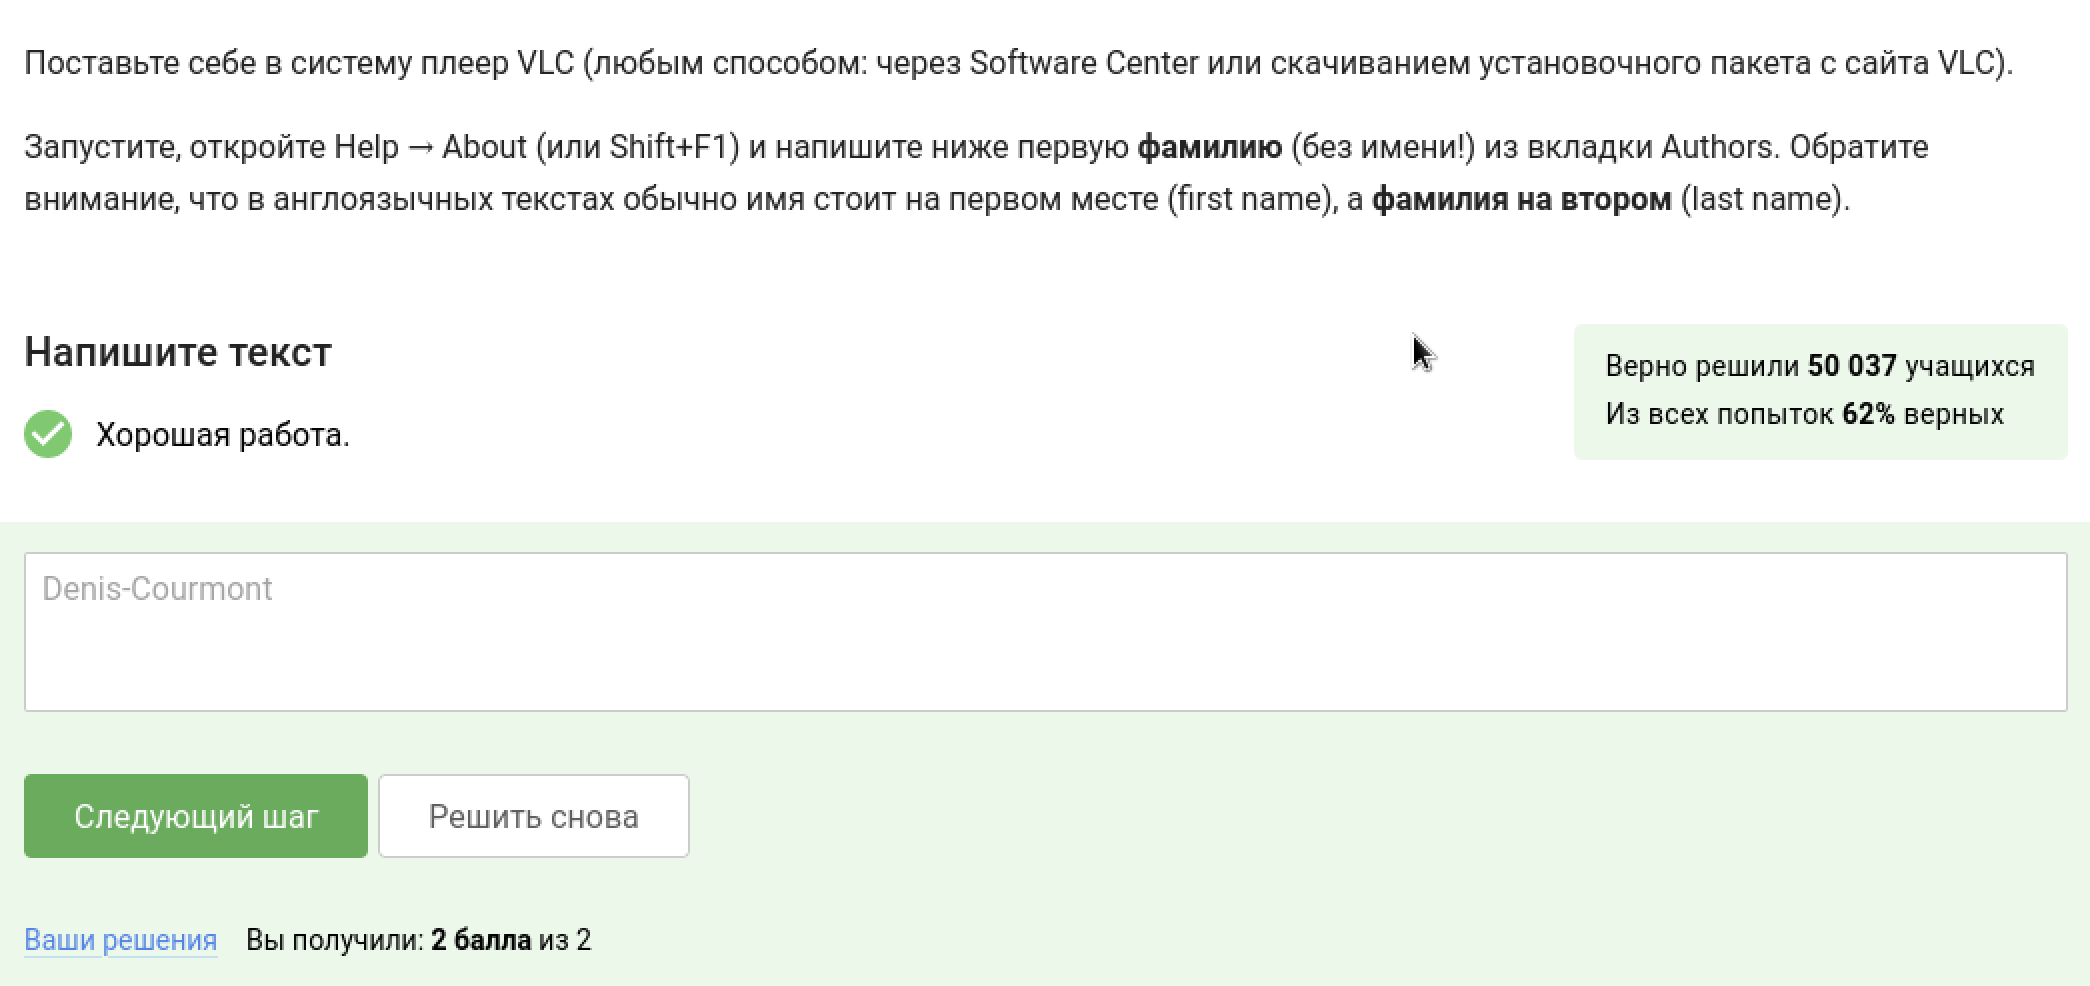 Поставьте себе в систему плеер VLC (любым способом: через Software Center или скачиванием установочного пакета с сайта VLC).
Запустите, откройте Help → About (или Shift+F1) и напишите ниже первую фамилию (без имени!) из вкладки Authors. Обратите
внимание, что в англоязычных текстах обычно имя стоит на первом месте (first name), а фамилия на втором (last name).
Напишите текст
Хорошая работа.
Верно решили 50 037 учащихся
Из всех попыток 62% верных
Denis-Courmont
Следующий шаг
Решить снова
Ваши решения Вы получили: 2 балла из 2